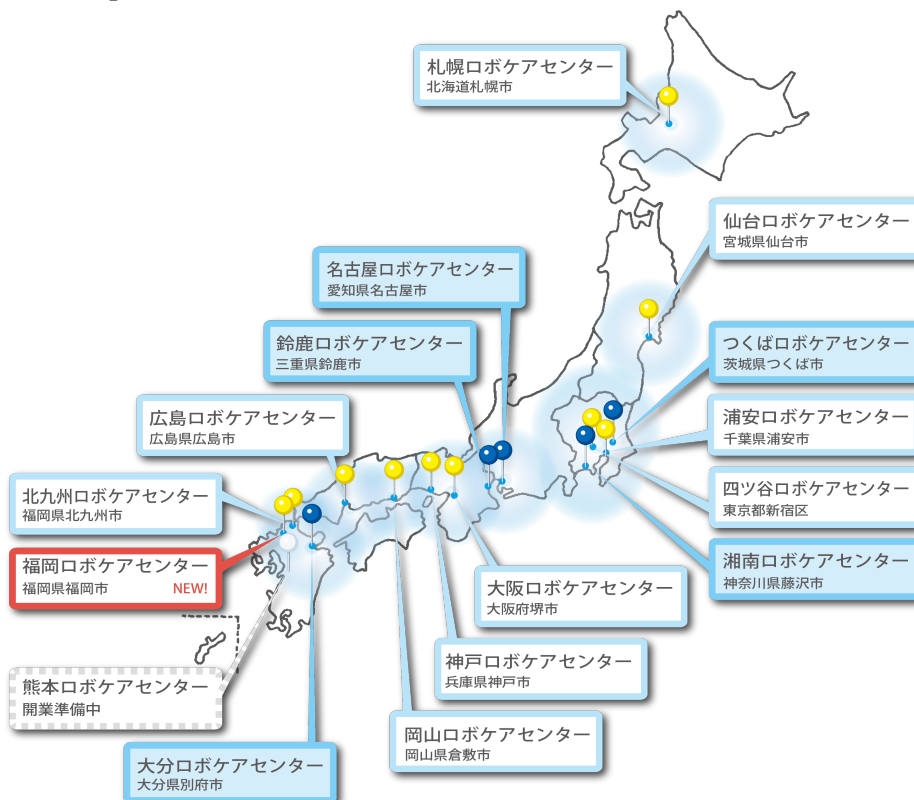 札幌ロボケアセンター
北海道札幌市
仙台ロボケアセンター
宮城県仙台市
名古屋ロボケアセンター
愛知県名古屋市
鈴鹿ロボケアセンター
三重県鈴鹿市
つくばロボケアセンター
茨城県つくば市
広島ロボケアセンター
広島県広島市
浦安ロボケアセンター
千葉県浦安市
北九州ロボケアセンター
福岡県北九州市
四ツ谷ロボケアセンター
東京都新宿区
福岡ロボケアセンター
福岡県福岡市 NEW!
湘南ロボケアセンター
神奈川県藤沢市
大阪ロボケアセンター
大阪府堺市
神戸ロボケアセンター
兵庫県神戸市
熊本ロボケアセンター
開業準備中
岡山ロボケアセンター
岡山県倉敷市
大分ロボケアセンター
大分県別府市